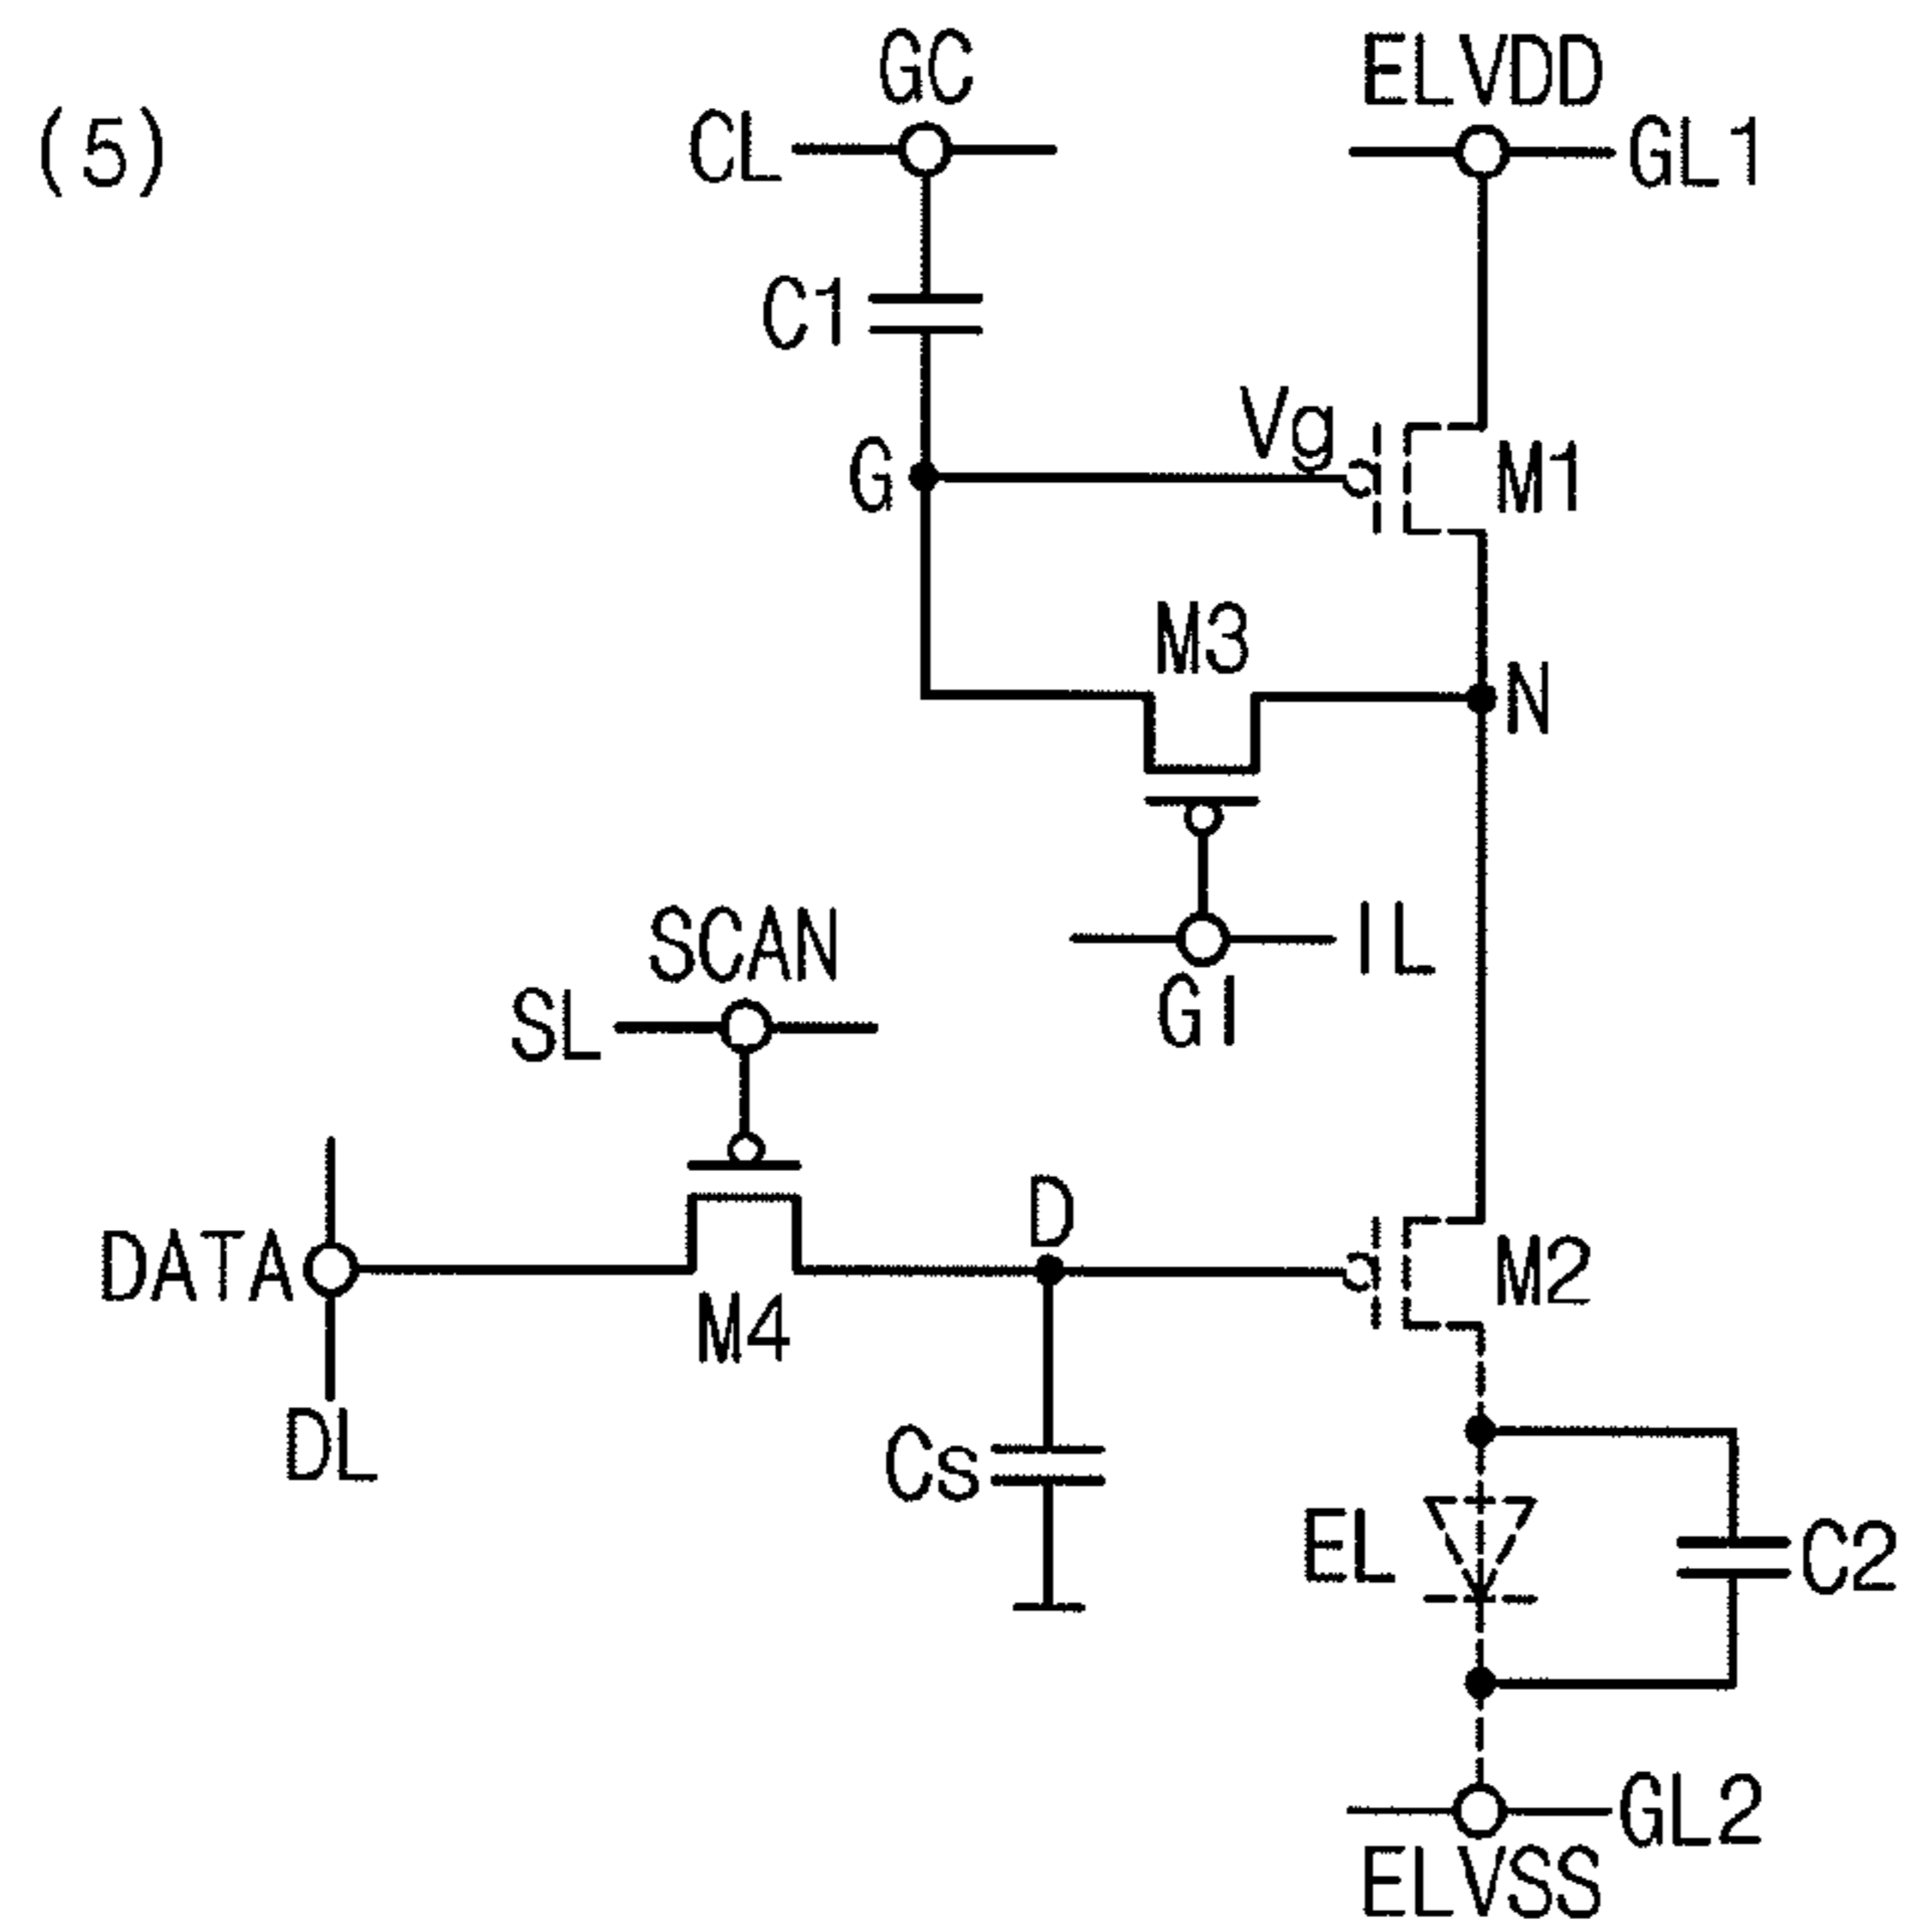 (5)
GC
ELVDD
CL
GL1
C1
Vg
G
M1
M3
N
SCAN
IL
SL
GI
DATA
D
M2
M4
DL
Cs
EL
C2
GL2
ELVSS